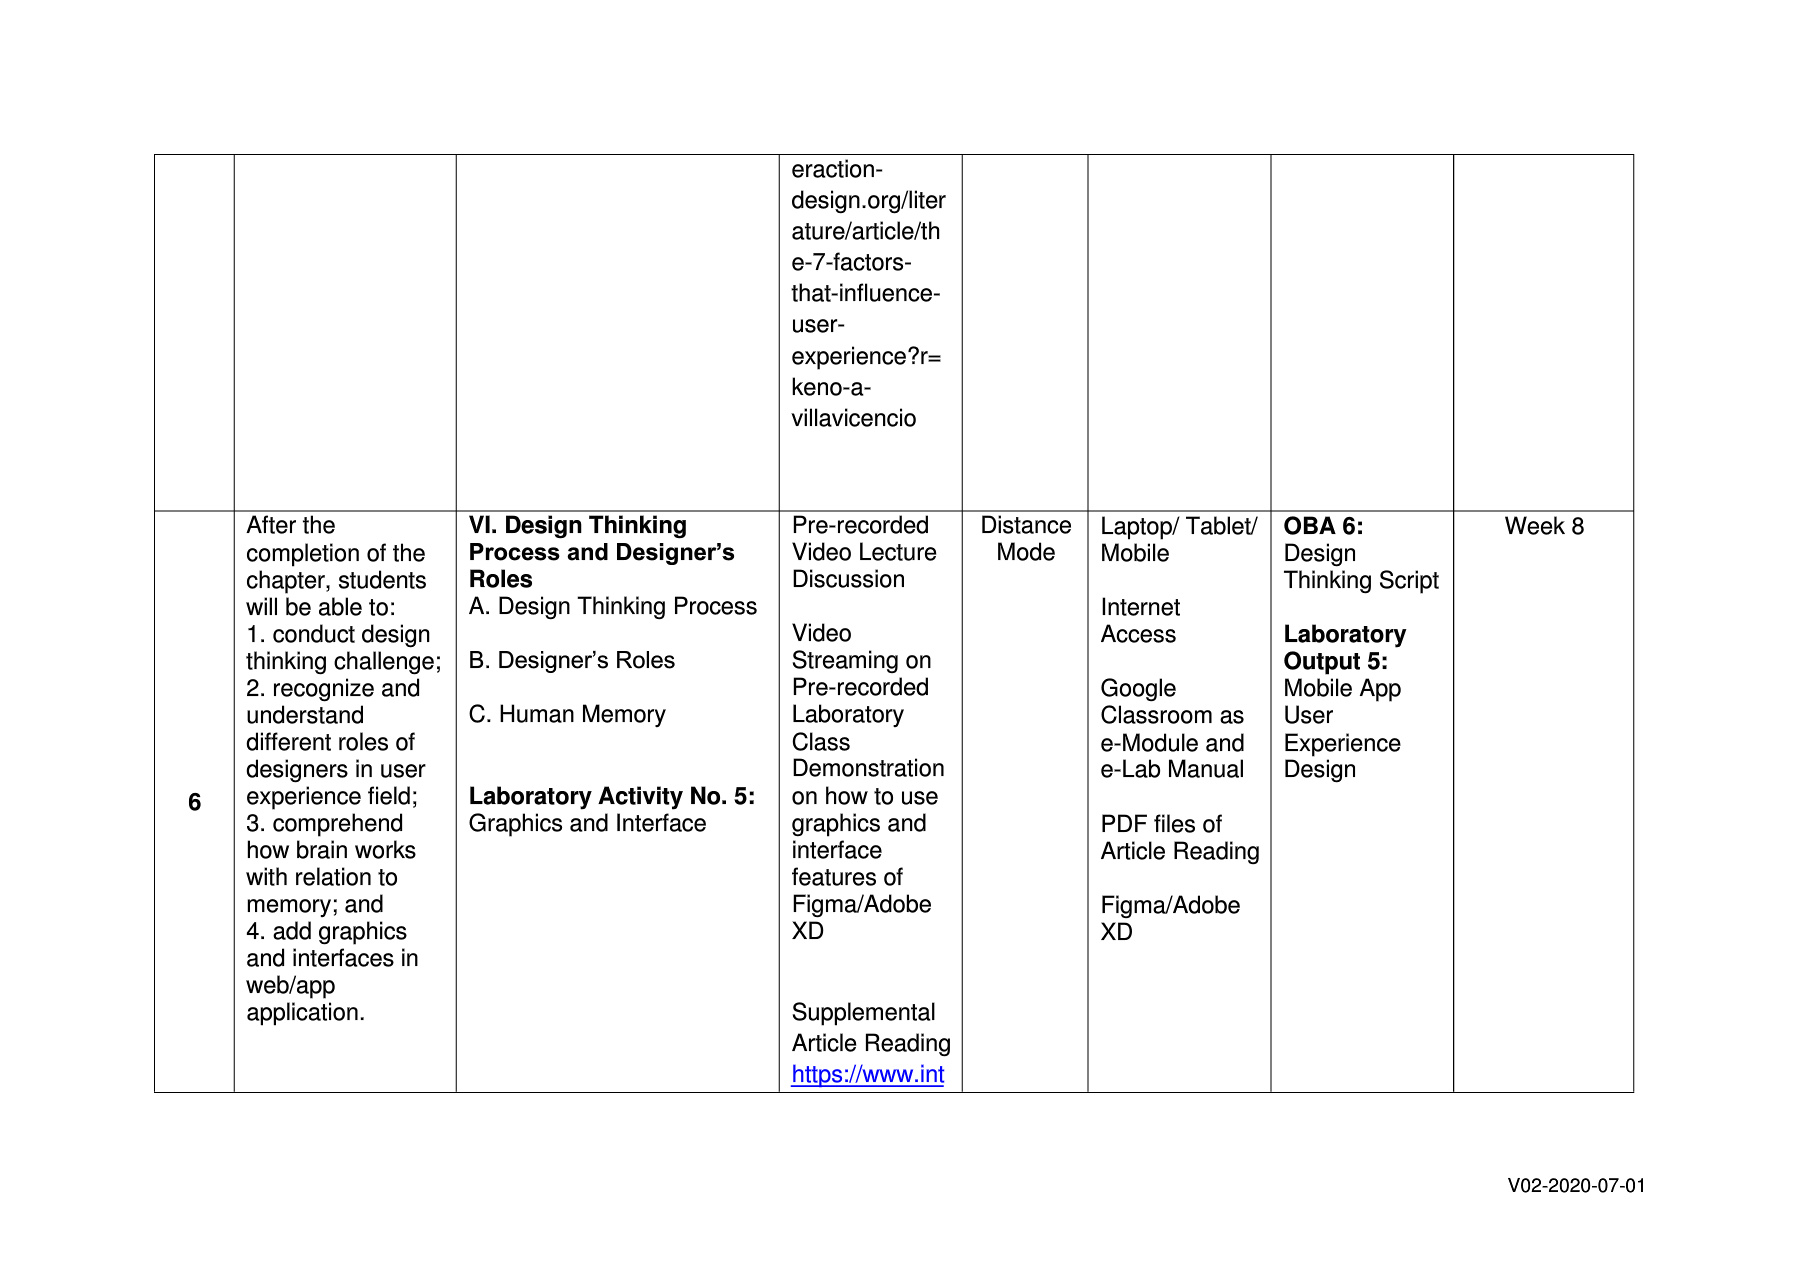 eraction-
design.org/liter
ature/article/th
e-7-factors-
that-influence-
user-
experience?r=
keno-a-
villavicencio
6
After the
completion of the
chapter, students
will be able to:
1. conduct design
thinking challenge;
2. recognize and
understand
different roles of
designers in user
experience field;
3. comprehend
how brain works
with relation to
memory; and
4. add graphics
and interfaces in
web/app
application.
VI. Design Thinking
Process and Designer’s
Roles
A. Design Thinking Process
B. Designer’s Roles
C. Human Memory
Laboratory Activity No. 5:
Graphics and Interface
Pre-recorded
Video Lecture
Discussion
Video
Streaming on
Pre-recorded
Laboratory
Class
Demonstration
on how to use
graphics and
interface
features of
Figma/Adobe
XD
Supplemental
Article Reading
https://www.int
Distance
Mode
Laptop/ Tablet/
Mobile
Internet
Access
Google
Classroom as
e-Module and
e-Lab Manual
PDF files of
Article Reading
Figma/Adobe
XD
OBA 6:
Design
Thinking Script
Laboratory
Output 5:
Mobile App
User
Experience
Design
Week 8
V02-2020-07-01